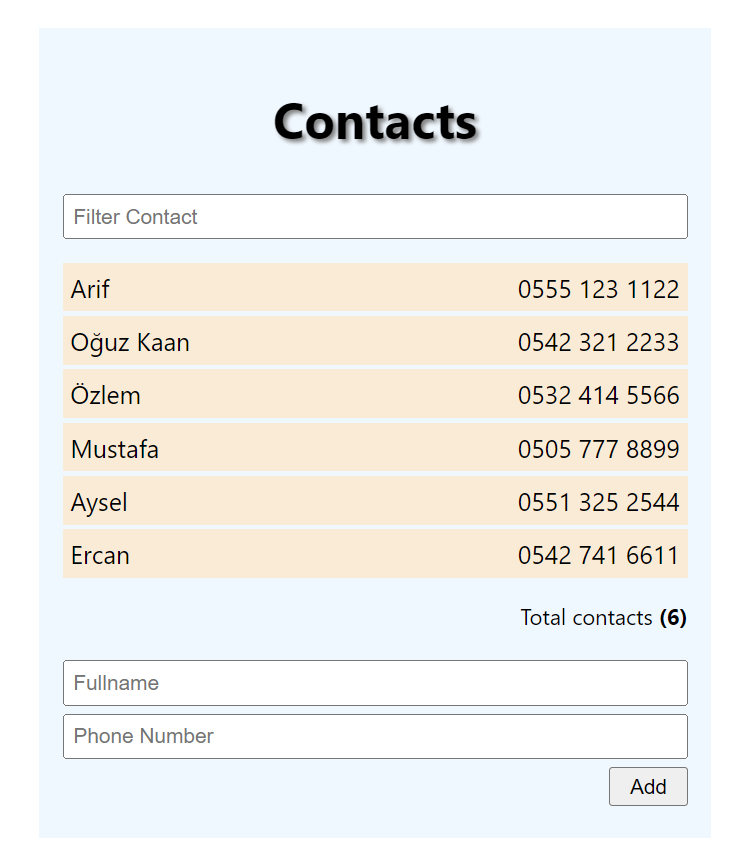 Contacts
Filter Contact
Arif 0555 123 1122
Oğuz Kaan 0542 321 2233
Özlem 0532 414 5566
Mustafa 0505 777 8899
Aysel 0551 325 2544
Ercan 0542 741 6611
Total contacts (6)
Fullname
Phone Number
Add